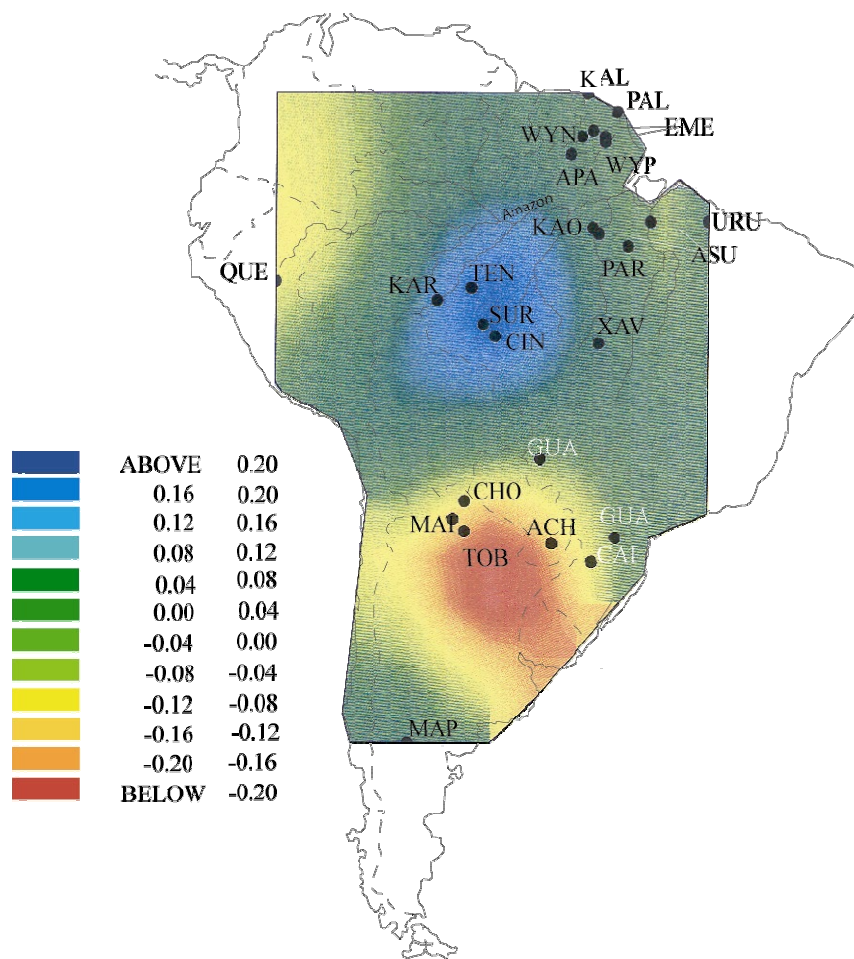 KAL
PAL
EME
WYN
WYP
APA
Amazon
KAO
URU
ASU
PAR
QUE
TEN
KAR
SUR
CIN
XAV
GUA
ABOVE 0.20
0.16 0.20
0.12 0.16
0.08 0.12
0.04 0.08
0.00 0.04
-0.04 0.00
-0.08 -0.04
-0.12 -0.08
-0.16 -0.12
-0.20 -0.16
BELOW -0.20
CHO
GUA
ACH
TOB
MAP